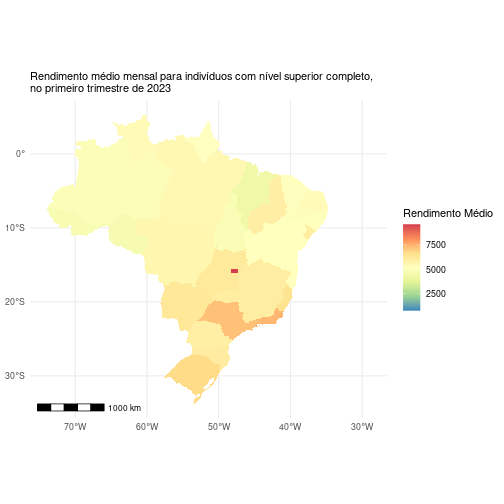 Rendimento médio mensal para indivíduos com nível superior completo,
no primeiro trimestre de 2023
0°
10°S
20°S
30°S
70°W
60°W
50°W
40°W
30°W
1000 km
Rendimento Médio
7500
5000
2500